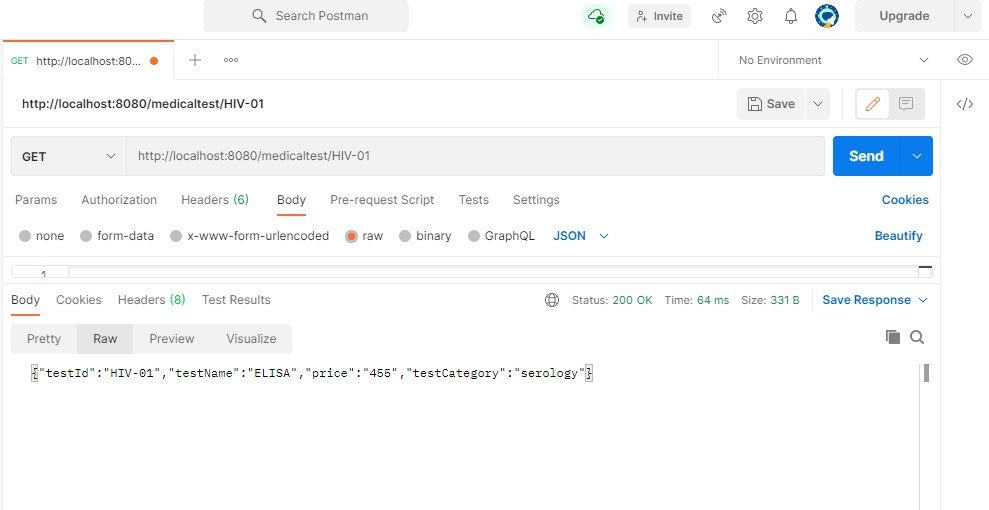 Search Postman
Invite
Upgrade
GET http://localhost:80...
No Environment
http://localhost:8080/medicaltest/HIV-01
Save
GET
http://localhost:8080/medicaltest/HIV-01
Send
Params Authorization Headers (6) Body Pre-request Script Tests Settings Cookies
none form-data x-www-form-urlencoded raw binary GraphQL JSON Beautify
1
Body Cookies Headers (8) Test Results Status: 200 OK Time: 64 ms Size: 331 B Save Response
Pretty Raw Preview Visualize
{"testId":"HIV-01","testName":"ELISA","price":"455","testCategory":"serology"}